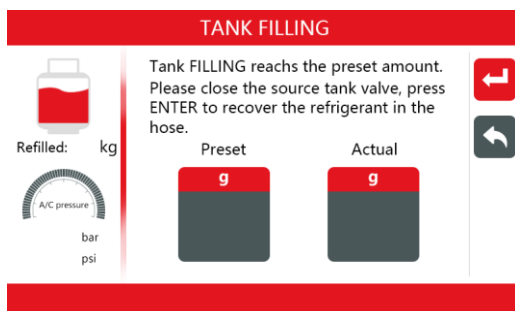 TANK FILLING
Tank FILLING reachs the preset amount.
Please close the source tank valve, press
ENTER to recover the refrigerant in the
hose.
Refilled: kg
Preset Actual
g g
A/C pressure
bar
psi